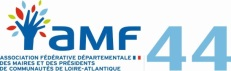 AMF 44
ASSOCIATION FÉDÉRATIVE DÉPARTEMENTALE
DES MAIRES ET DES PRÉSIDENTS
DE COMMUNAUTÉS DE LOIRE-ATLANTIQUE